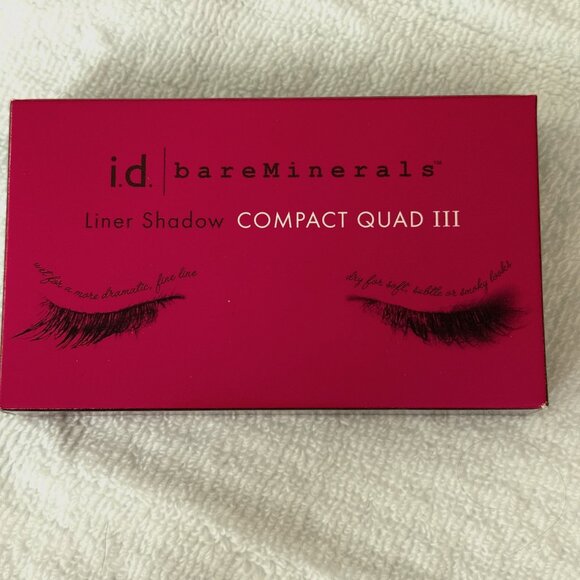 i.d. | bareMinerals™
Liner Shadow COMPACT QUAD III
wet for a more dramatic, fine line
dry for soft, subtle or smoky looks